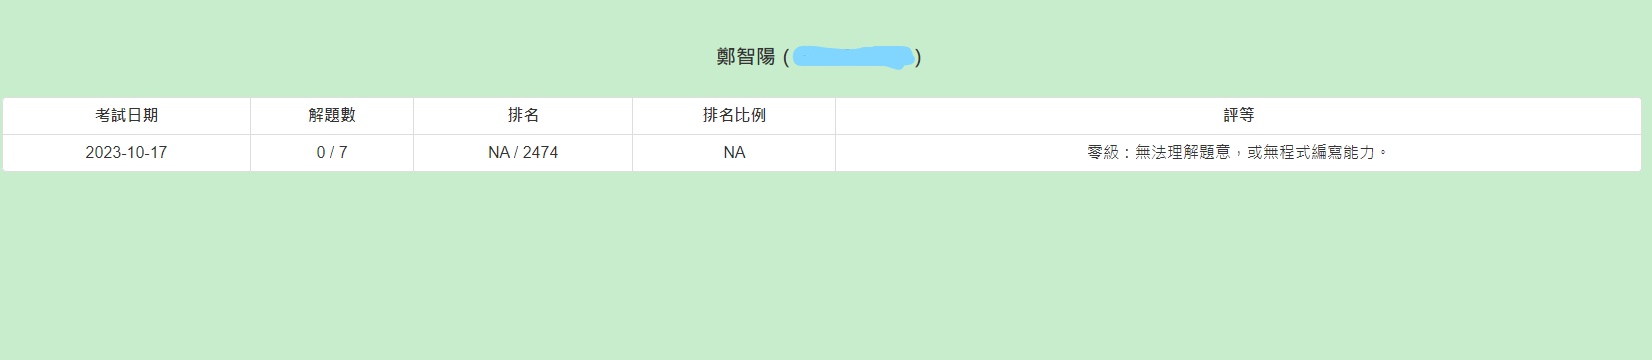 鄭智陽 ( )
考試日期 解題數 排名 排名比例 評等
2023-10-17 0 / 7 NA / 2474 NA 零級：無法理解題意，或無程式編寫能力。